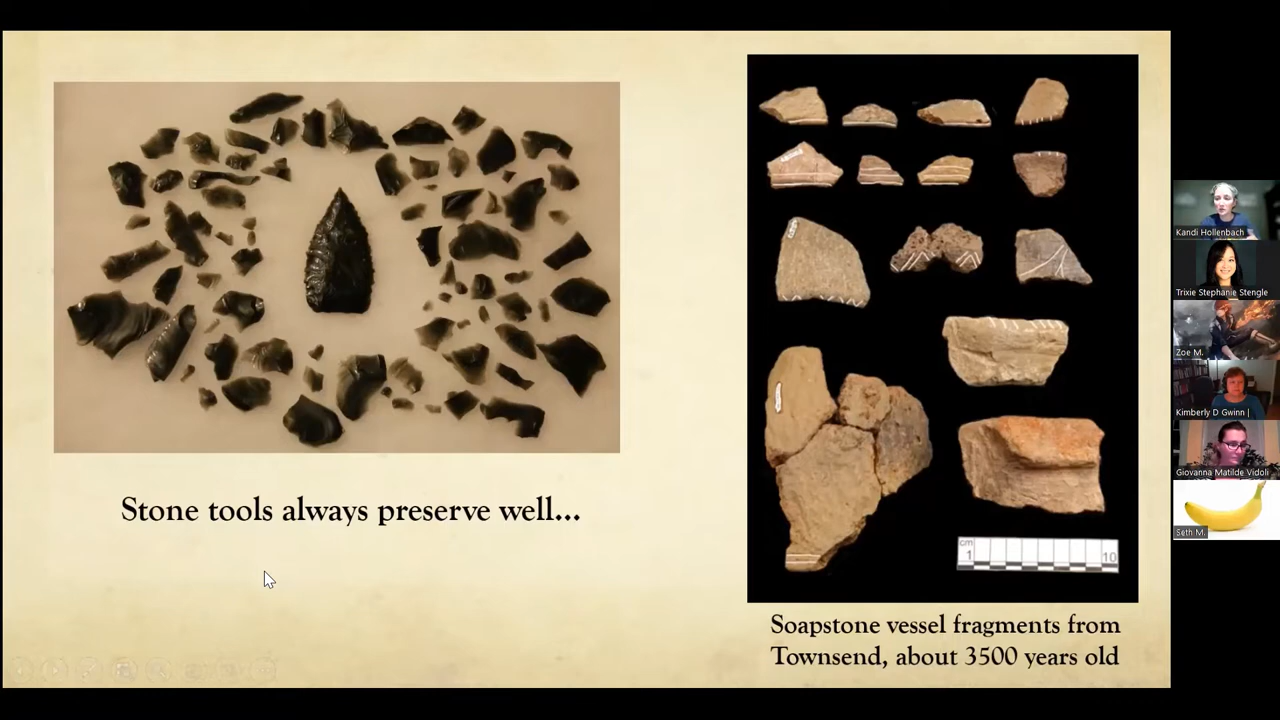 Stone tools always preserve well...
cm
1
10
Soapstone vessel fragments from
Townsend, about 3500 years old
Kandi Hollenbach
Trixie Stephanie Stengle
Zoe M.
Kimberly D Gwinn |
Giovanna Matilde Vidoli
Seth M.